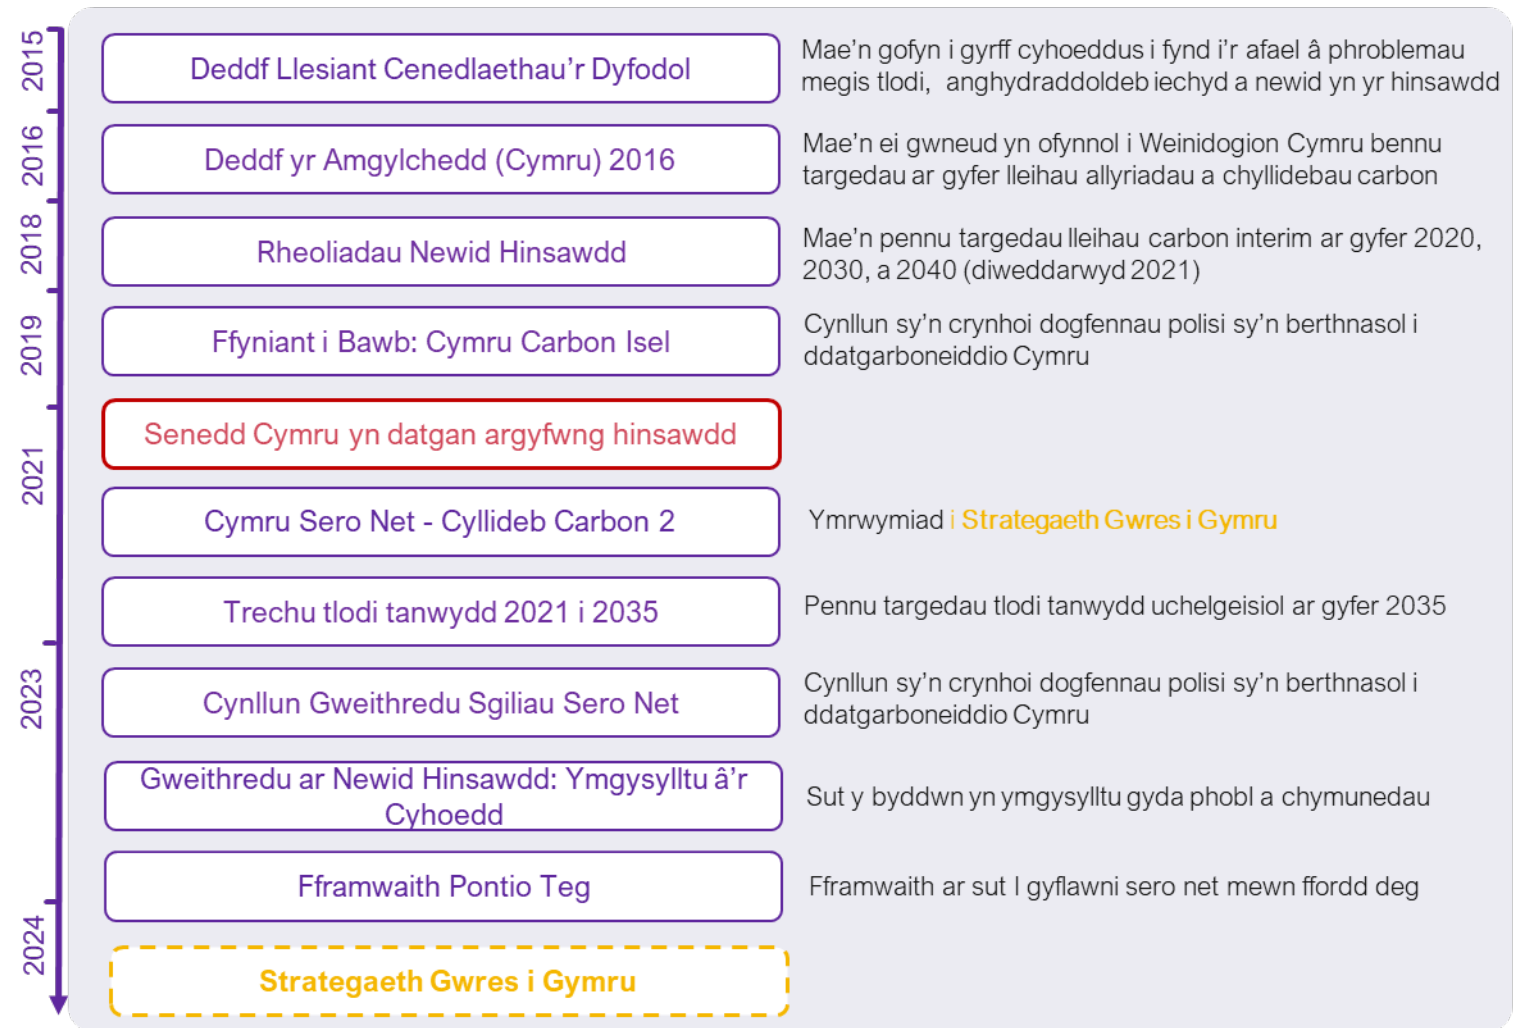 2015
Deddf Llesiant Cenedlaethau’r Dyfodol
Mae’n gofyn i gyrff cyhoeddus i fynd i’r afael â phroblemau
megis tlodi, anghydraddoldeb iechyd a newid yn yr hinsawdd
2016
Deddf yr Amgylchedd (Cymru) 2016
Mae’n ei gwneud yn ofynnol i Weinidogion Cymru bennu
targedau ar gyfer lleihau allyriadau a chyllidebau carbon
2018
Rheoliadau Newid Hinsawdd
Mae’n pennu targedau lleihau carbon interim ar gyfer 2020,
2030, a 2040 (diweddarwyd 2021)
2019
Ffyniant i Bawb: Cymru Carbon Isel
Cynllun sy’n crynhoi dogfennau polisi sy’n berthnasol i
ddatgarboneiddio Cymru
2021
Senedd Cymru yn datgan argyfwng hinsawdd
Cymru Sero Net - Cyllideb Carbon 2
Ymrwymiad i Strategaeth Gwres i Gymru
Trechu tlodi tanwydd 2021 i 2035
Pennu targedau tlodi tanwydd uchelgeisiol ar gyfer 2035
2023
Cynllun Gweithredu Sgiliau Sero Net
Cynllun sy’n crynhoi dogfennau polisi sy’n berthnasol i
ddatgarboneiddio Cymru
Gweithredu ar Newid Hinsawdd: Ymgysylltu â’r
Cyhoedd
Sut y byddwn yn ymgysylltu gyda phobl a chymunedau
Fframwaith Pontio Teg
Fframwaith ar sut I gyflawni sero net mewn ffordd deg
2024
Strategaeth Gwres i Gymru